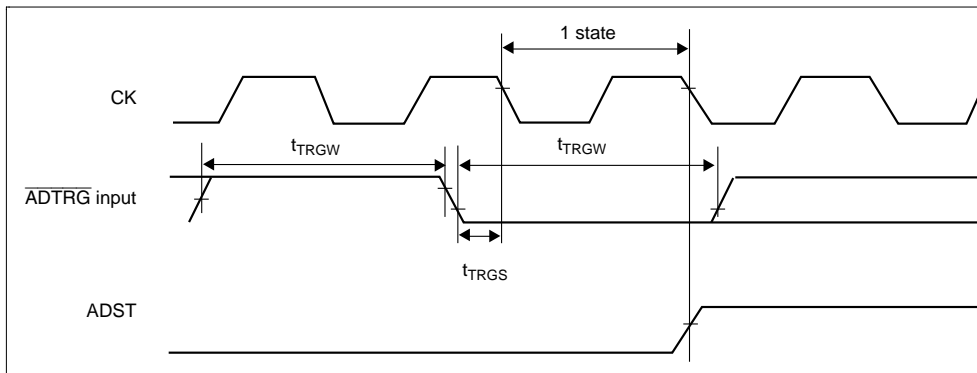 1 state
CK
tTRGW
tTRGW
ADTRG input
tTRGS
ADST